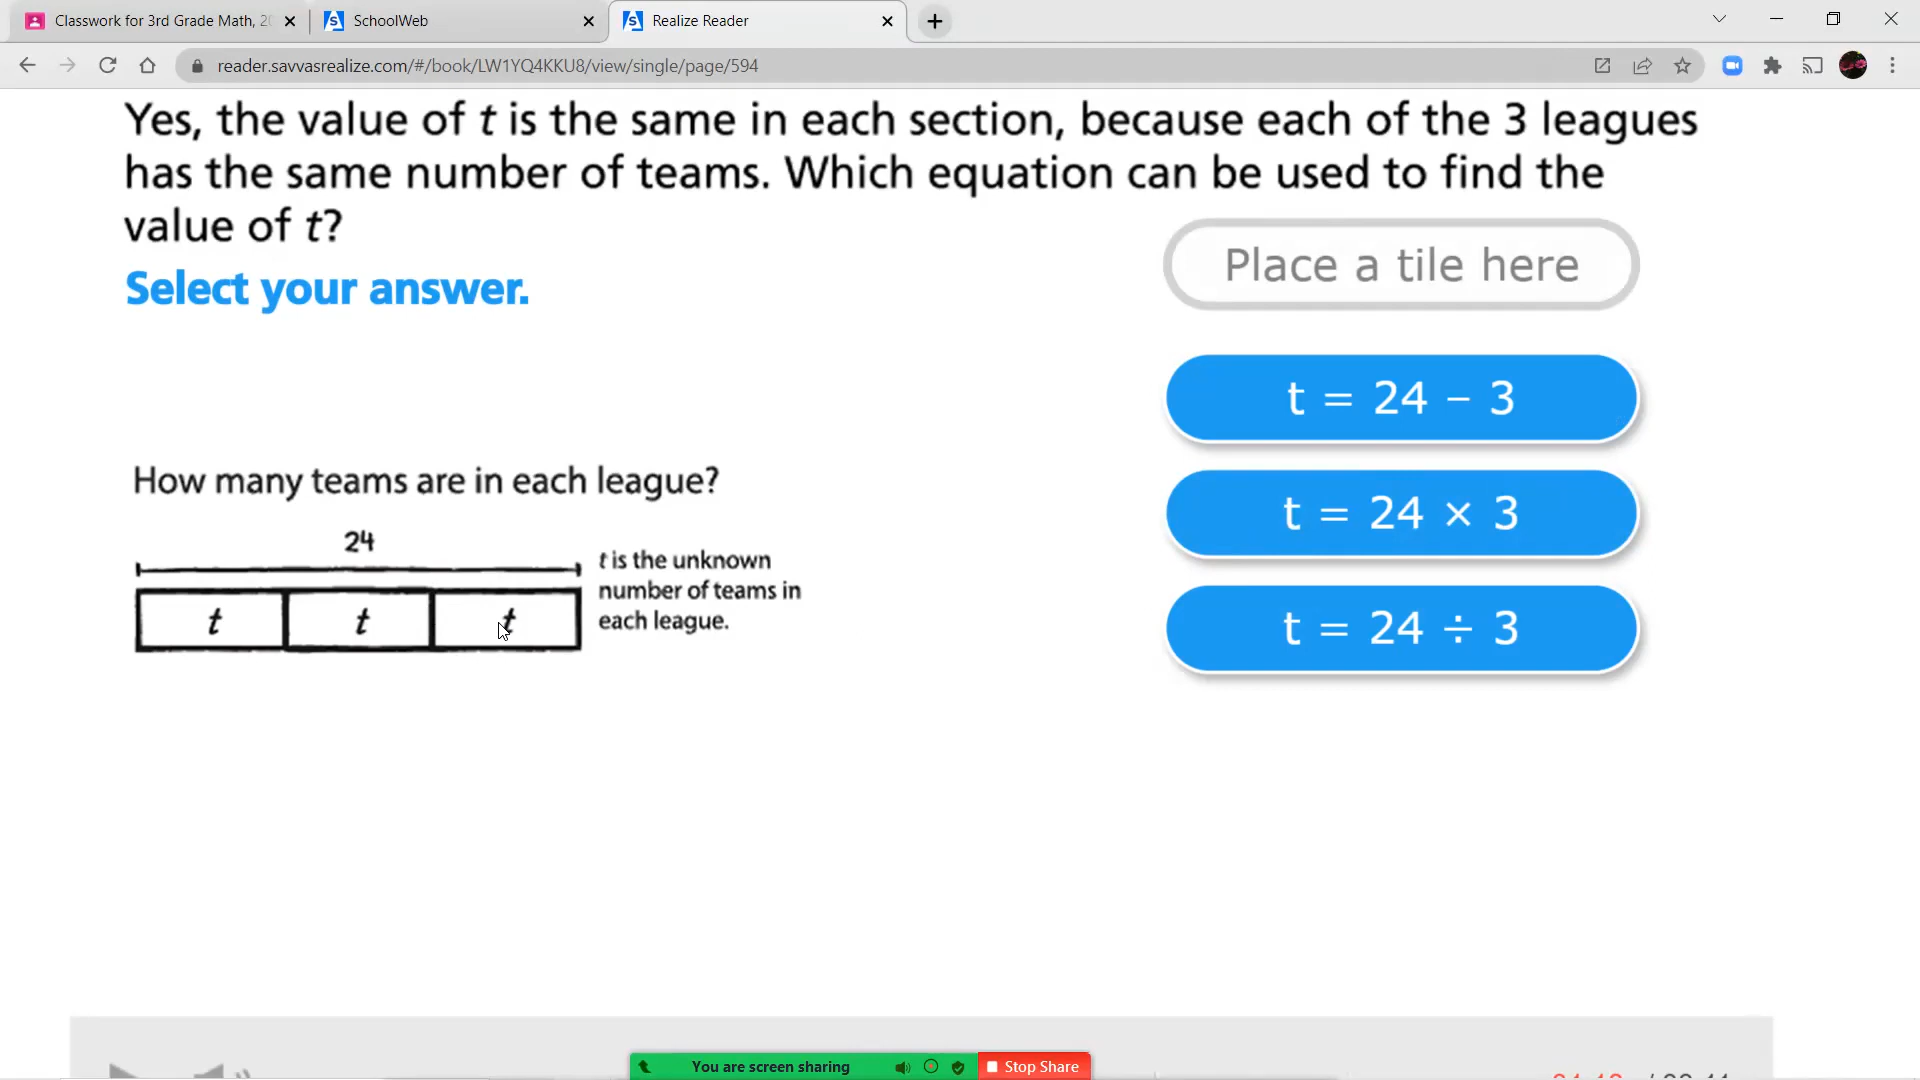 Classwork for 3rd Grade Math, 20
SchoolWeb
Realize Reader
reader.savvasrealize.com/#/book/LW1YQ4KKU8/view/single/page/594
Yes, the value of t is the same in each section, because each of the 3 leagues
has the same number of teams. Which equation can be used to find the
value of t?
Select your answer.
Place a tile here
t = 24 – 3
t = 24 × 3
t = 24 ÷ 3
How many teams are in each league?
24
t t t
t is the unknown
number of teams in
each league.
You are screen sharing
Stop Share